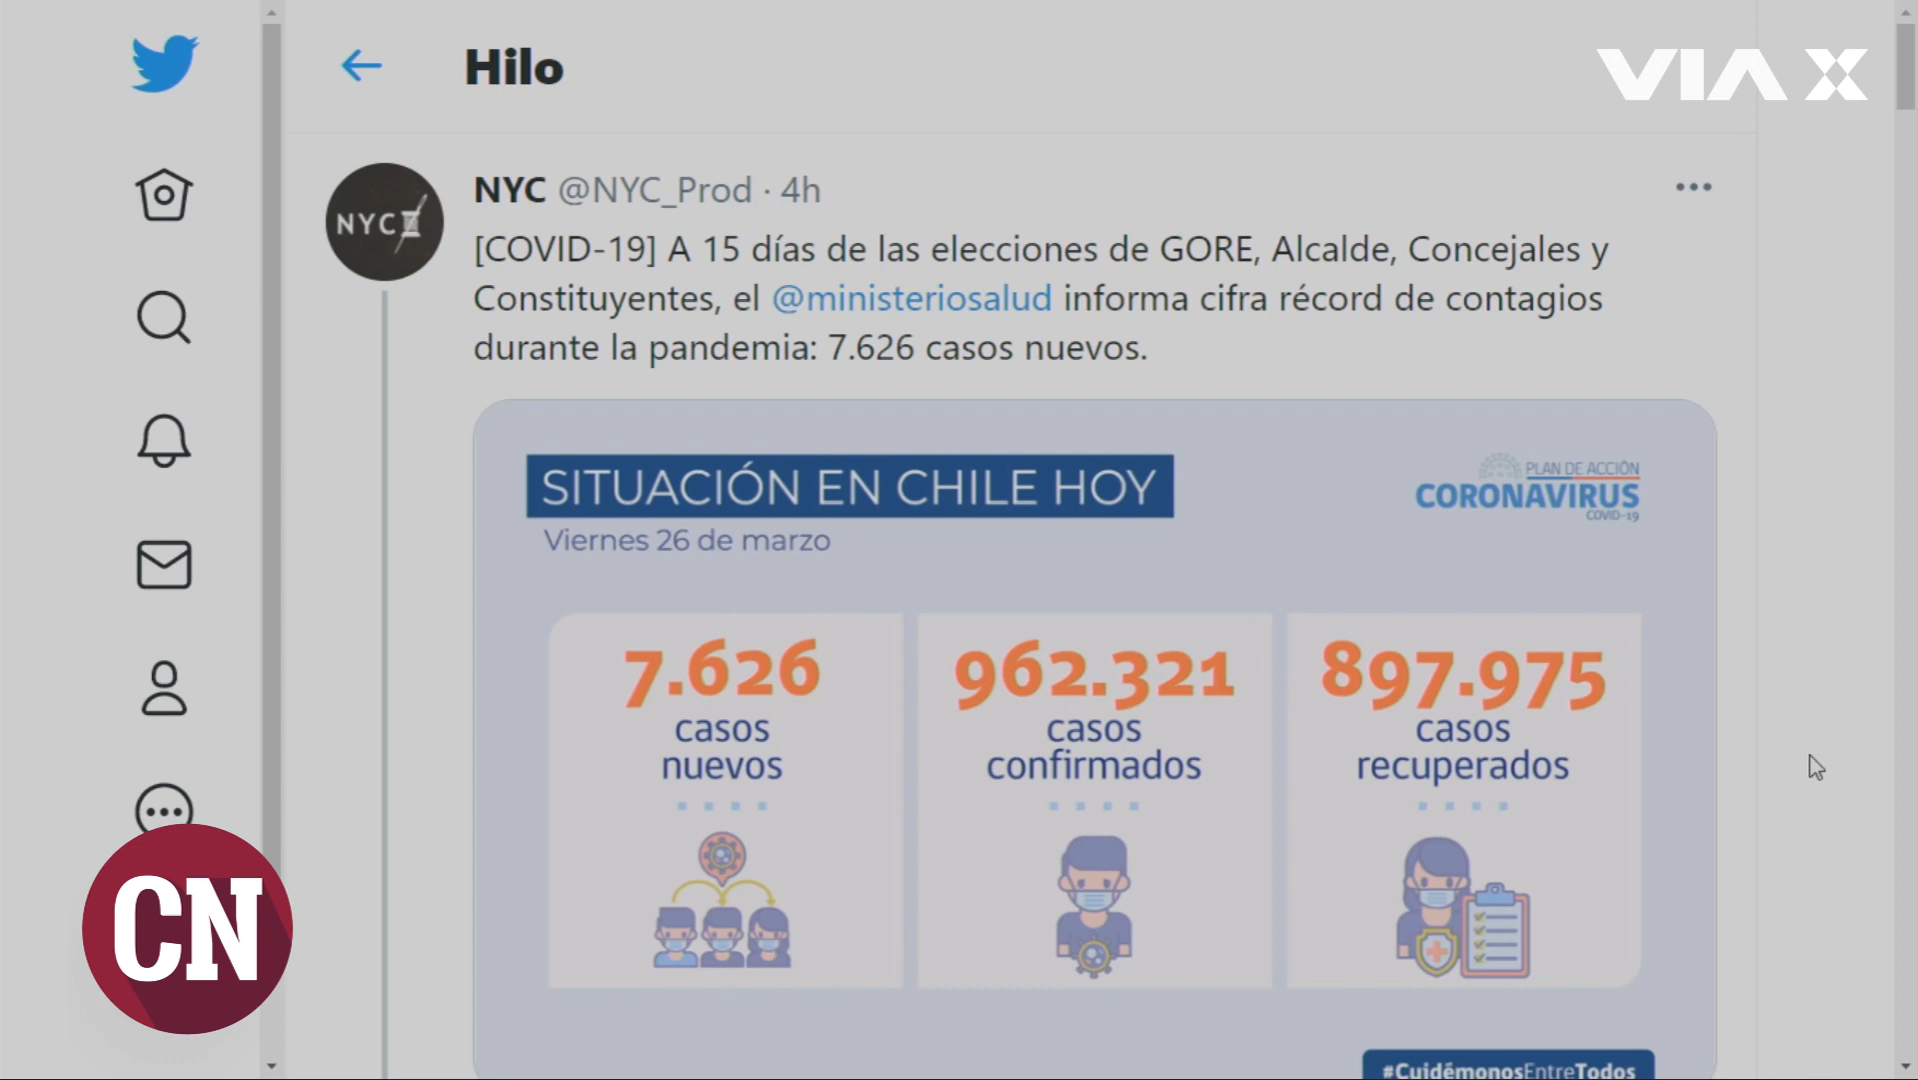 Hilo
VIA X
NYC @NYC_Prod · 4h
NYC
[COVID-19] A 15 días de las elecciones de GORE, Alcalde, Concejales y
Constituyentes, el @ministeriosalud informa cifra récord de contagios
durante la pandemia: 7.626 casos nuevos.
SITUACIÓN EN CHILE HOY
Viernes 26 de marzo
PLAN DE ACCIÓN
CORONAVIRUS
COVID-19
7.626
casos
nuevos
962.321
casos
confirmados
897.975
casos
recuperados
#CuidémonosEntreTodos
CN